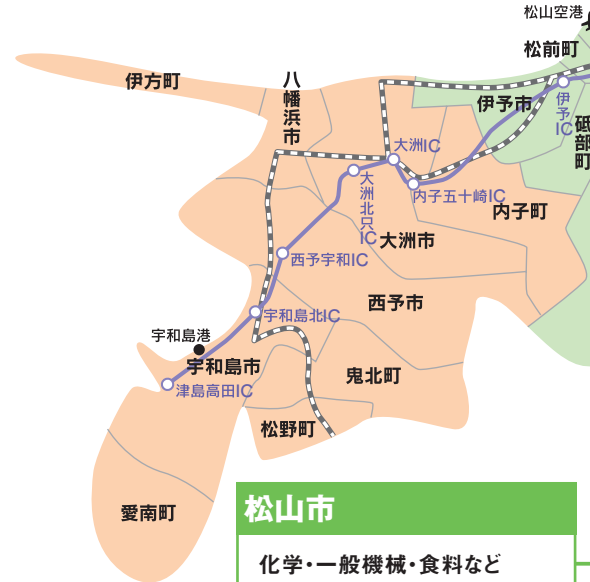 松山空港
松前町
伊方町
八幡浜市
伊予市
伊予IC
砥部町
大洲IC
大洲北只IC
内子五十崎IC
内子町
大洲市
西予宇和IC
西予市
宇和島北IC
宇和島港
宇和島市
鬼北町
津島高田IC
松野町
愛南町
松山市
化学・一般機械・食料など